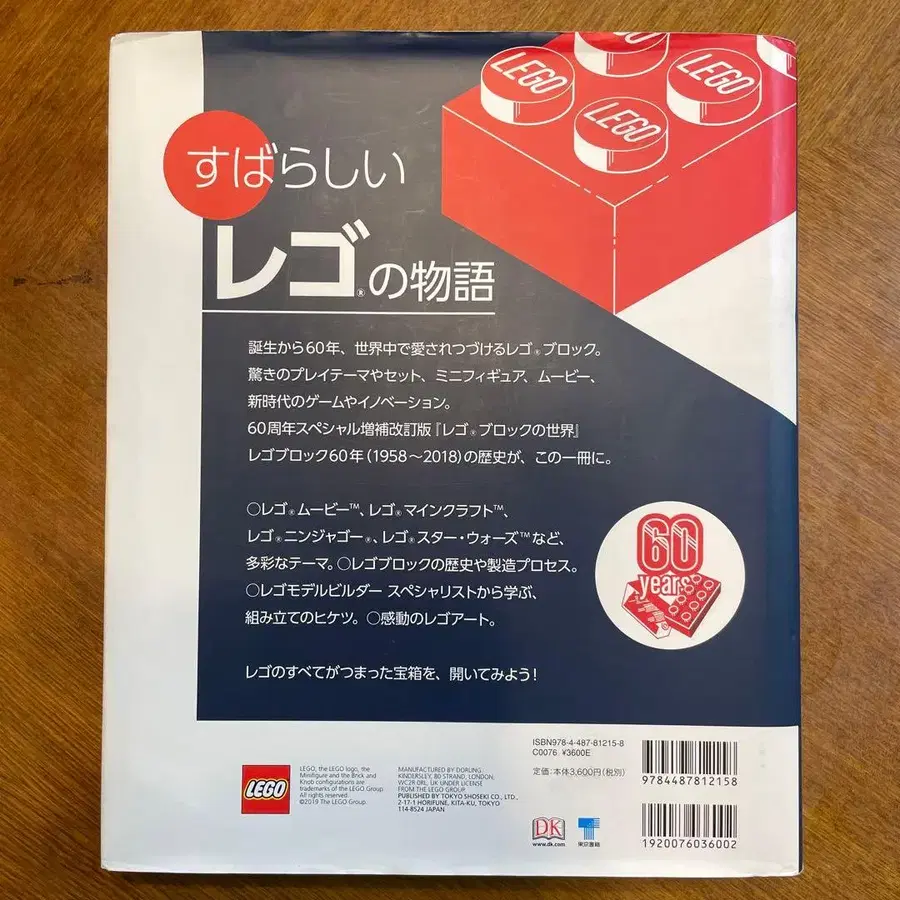 LEGO
LEGO
LEGO
LEGO
すばらしい
レゴ®の物語
誕生から60年、世界中で愛されつづけるレゴ®ブロック。
驚きのプレイテーマやセット、ミニフィギュア、ムービー、
新時代のゲームやイノベーション。
60周年スペシャル増補改訂版『レゴ®ブロックの世界』
レゴブロック60年(1958〜2018)の歴史が、この一冊に。
○レゴ®ムービー™、レゴ®マインクラフト™、
レゴ®ニンジャゴー®、レゴ®スター・ウォーズ™など、
多彩なテーマ。○レゴブロックの歴史や製造プロセス。
○レゴモデルビルダー スペシャリストから学ぶ、
組み立てのヒケツ。○感動のレゴアート。
60
years
レゴのすべてがつまった宝箱を、開いてみよう!
LEGO
LEGO, the LEGO logo, the
Minifigure and the Brick and
Knob configurations are
trademarks of the LEGO Group.
All rights reserved.
©2019 The LEGO Group.
MANUFACTURED BY DORLING
KINDERSLEY, 80 STRAND, LONDON,
WC2R 0RL, UK UNDER LICENSE
FROM THE LEGO GROUP.
PUBLISHED BY TOKYO SHOSEKI CO., LTD.,
2-17-1 HORIFUNE, KITA-KU, TOKYO
114-8524 JAPAN
ISBN978-4-487-81215-8
C0076 ¥3600E
定価:本体3,600円(税別)
9784487812158
1920076036002
DK
www.dk.com
東京書籍